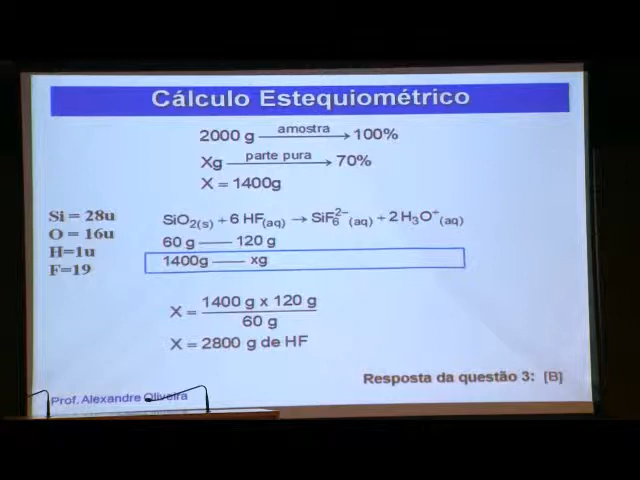 Cálculo Estequiométrico
2000 g —amostra→ 100%
Xg —parte pura→ 70%
X = 1400g
Si = 28u
O = 16u
H=1u
F=19
SiO₂(s) + 6 HF(aq) → SiF₆²⁻(aq) + 2 H₃O⁺(aq)
60 g —— 120 g
1400g —— xg
X = 1400 g x 120 g / 60 g
X = 2800 g de HF
Resposta da questão 3: [B]
Prof. Alexandre Oliveira